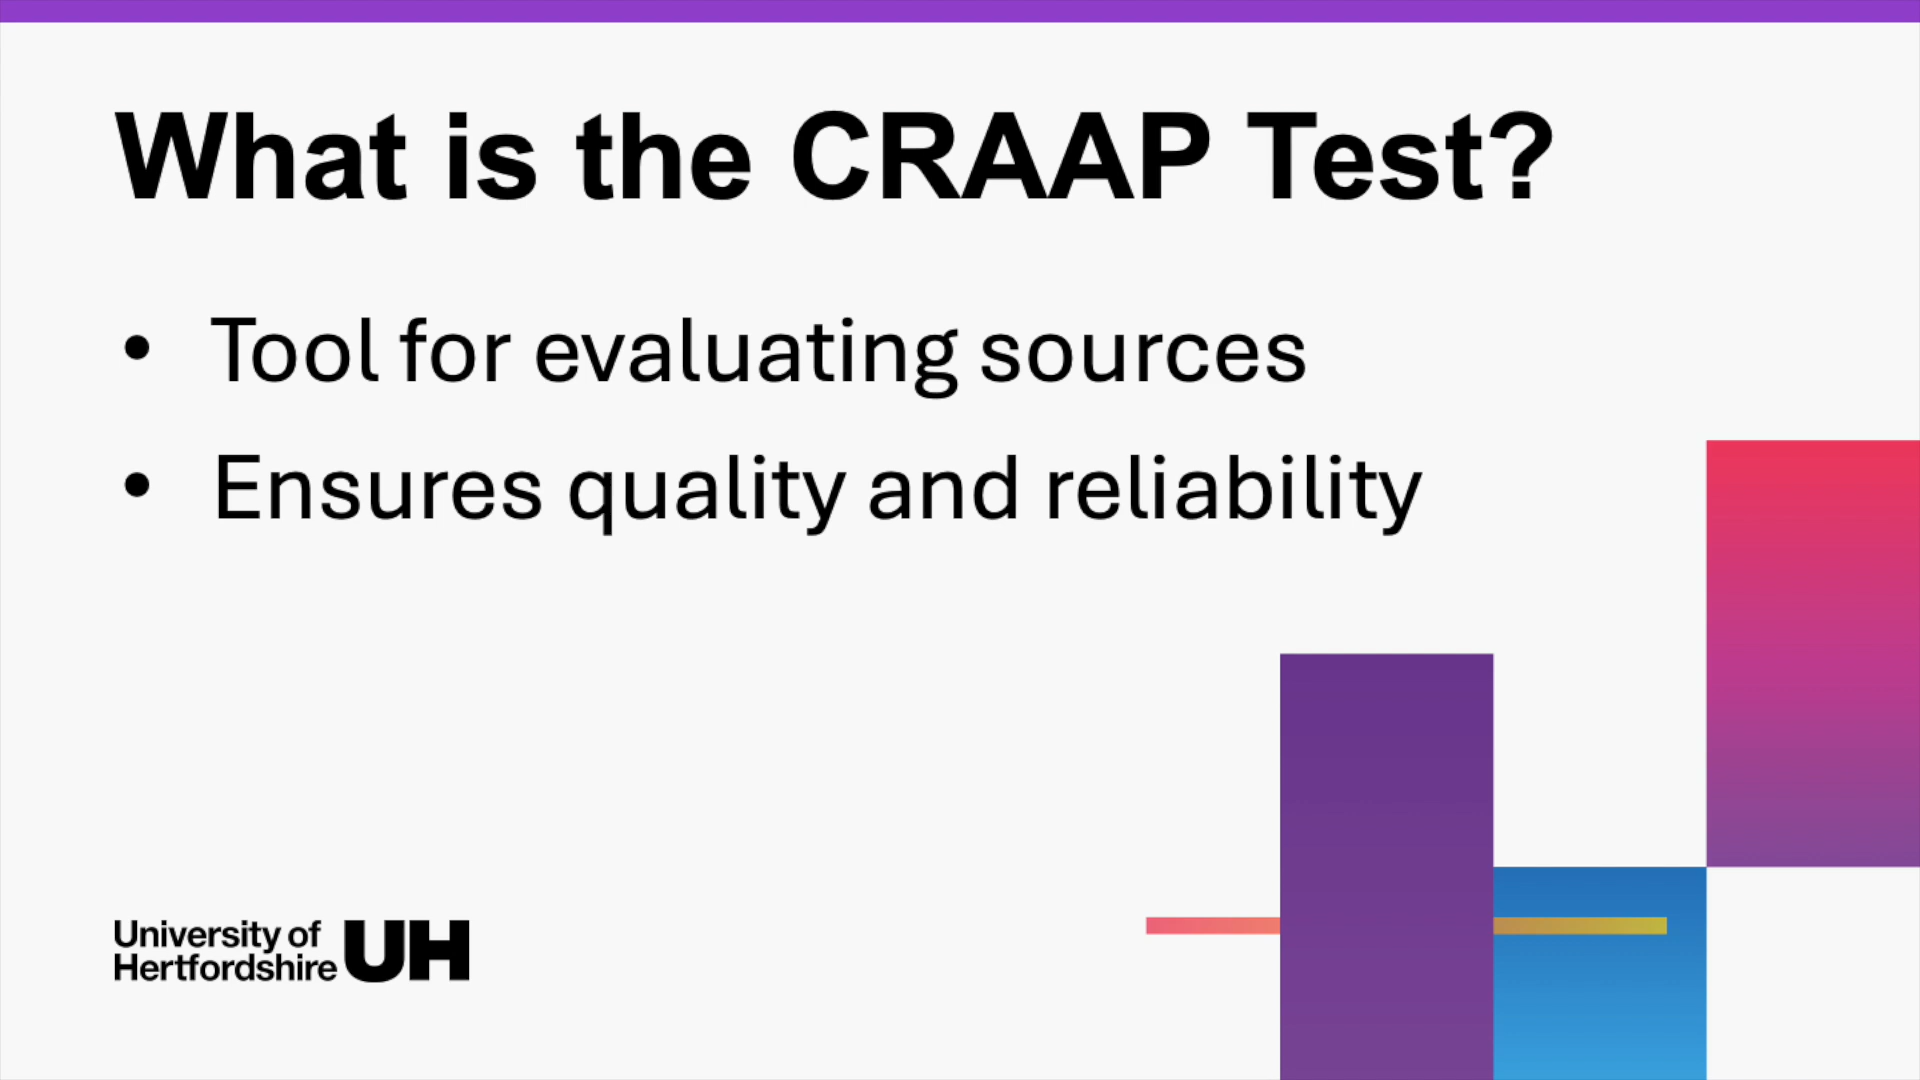 What is the CRAAP Test?
• Tool for evaluating sources
• Ensures quality and reliability
University of
Hertfordshire UH